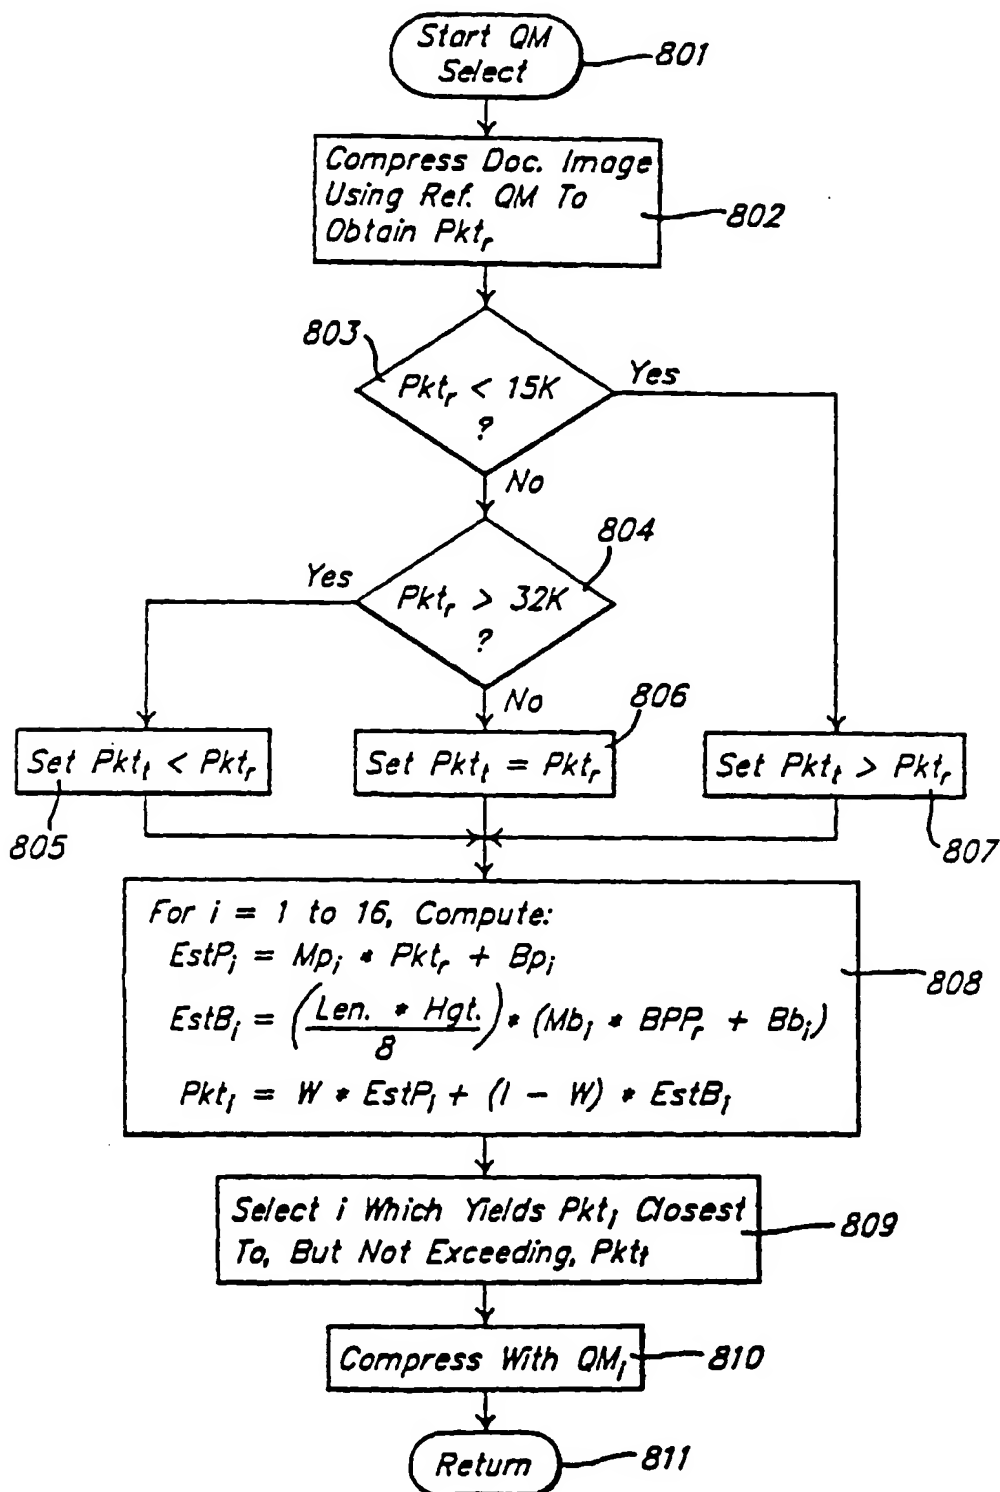 Start QM
Select
801
Compress Doc. Image
Using Ref. QM To
Obtain Pktᵣ
802
803
Pktᵣ < 15K
?
Yes
No
804
Yes
Pktᵣ > 32K
?
No
806
Set Pktₜ < Pktᵣ
Set Pktₜ = Pktᵣ
Set Pktₜ > Pktᵣ
805
807
For i = 1 to 16, Compute:
EstPᵢ = Mpᵢ * Pktᵣ + Bpᵢ
EstBᵢ = (Len. * Hgt. / 8) * (Mbᵢ * BPPᵣ + Bbᵢ)
Pktᵢ = W * EstPᵢ + (1 - W) * EstBᵢ
808
Select i Which Yields Pktᵢ Closest
To, But Not Exceeding, Pktₜ
809
Compress With QMᵢ
810
Return
811